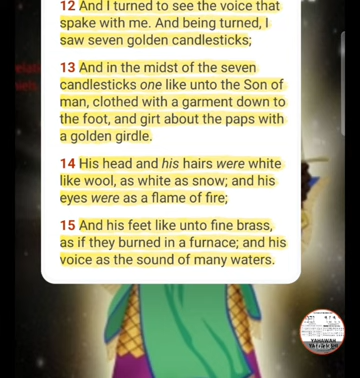 12 And I turned to see the voice that
spake with me. And being turned, I
saw seven golden candlesticks;
13 And in the midst of the seven
candlesticks one like unto the Son of
man, clothed with a garment down to
the foot, and girt about the paps with
a golden girdle.
14 His head and his hairs were white
like wool, as white as snow; and his
eyes were as a flame of fire;
15 And his feet like unto fine brass,
as if they burned in a furnace; and his
voice as the sound of many waters.